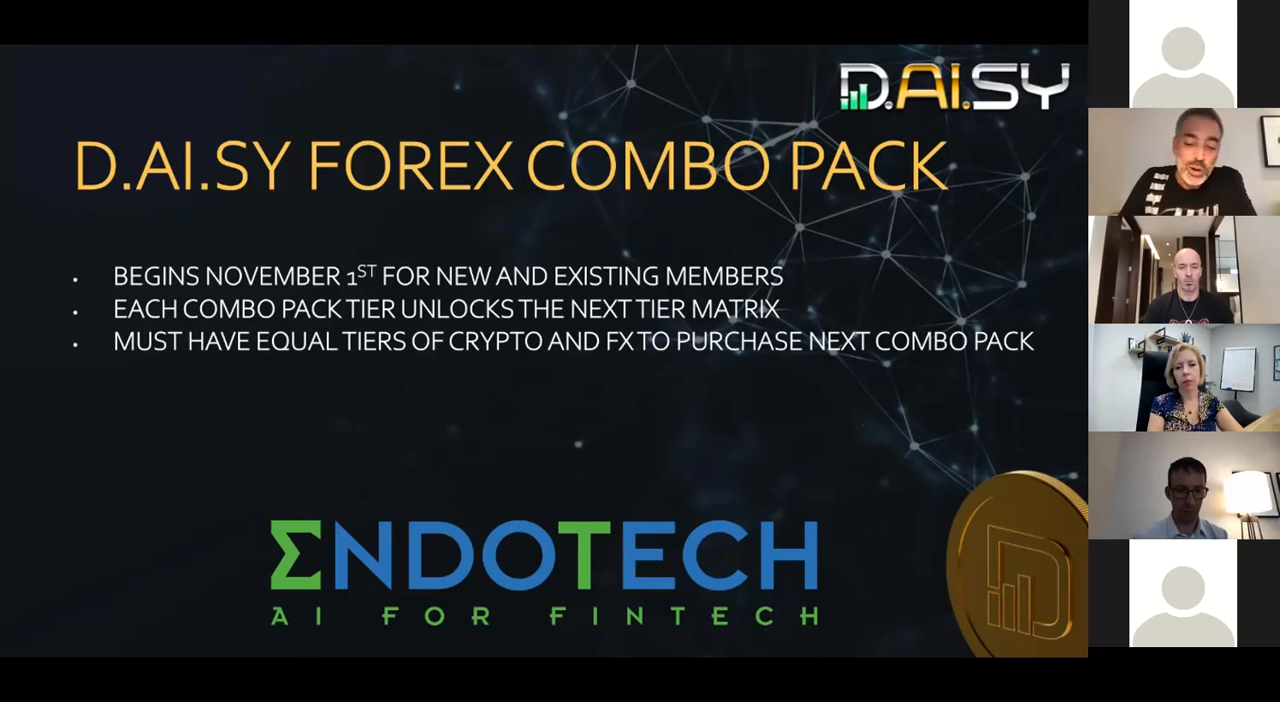 D.AI.SY
D.AI.SY FOREX COMBO PACK
• BEGINS NOVEMBER 1ST FOR NEW AND EXISTING MEMBERS
• EACH COMBO PACK TIER UNLOCKS THE NEXT TIER MATRIX
• MUST HAVE EQUAL TIERS OF CRYPTO AND FX TO PURCHASE NEXT COMBO PACK
ΣNDOTECH
AI FOR FINTECH